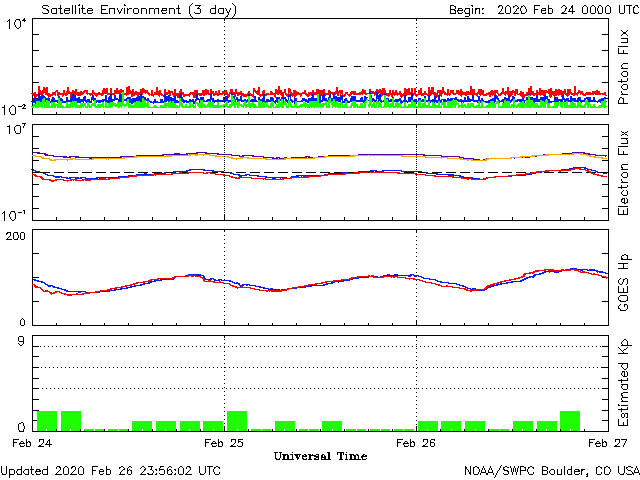 Satellite Environment (3 day) Begin: 2020 Feb 24 0000 UTC
10⁴
10⁻²
Proton Flux
10⁷
10⁻¹
Electron Flux
200
0
GOES Hp
9
0
Estimated Kp
Feb 24 Feb 25 Feb 26 Feb 27
Universal Time
Updated 2020 Feb 26 23:56:02 UTC NOAA/SWPC Boulder, CO USA